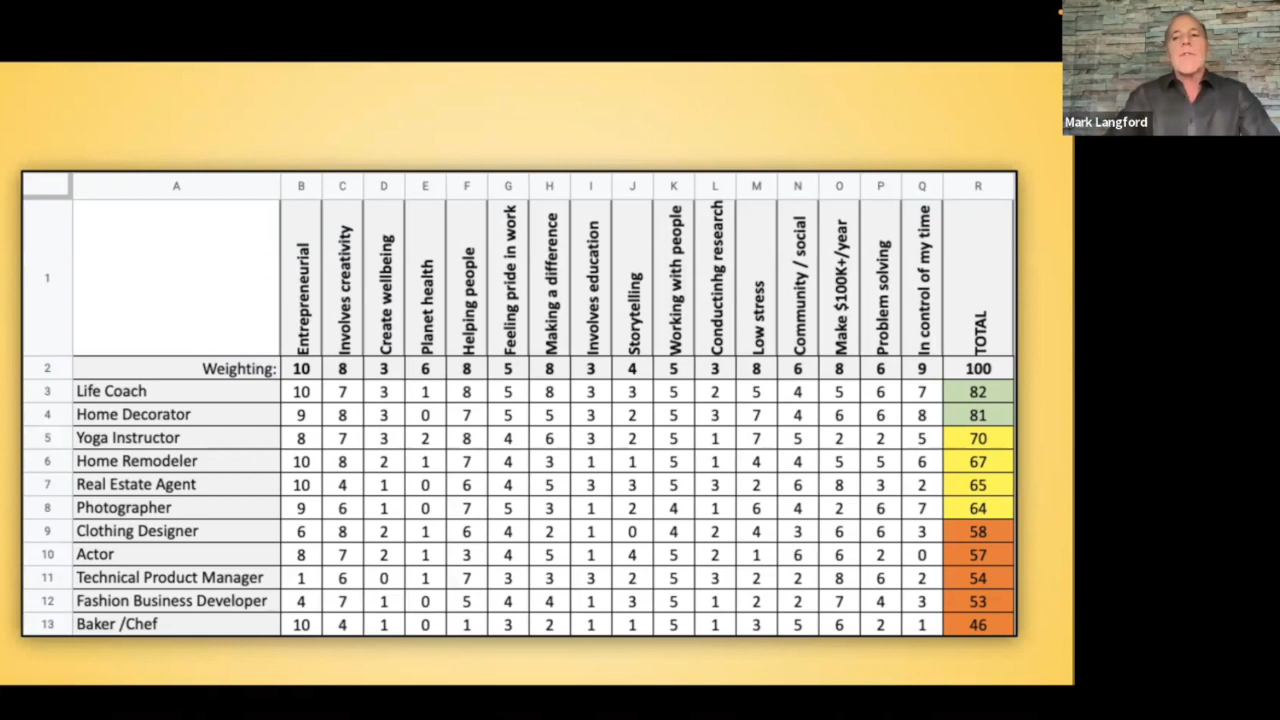 Mark Langford
A B C D E F G H I J K L M N O P Q R
1 Entrepreneurial Involves creativity Create wellbeing Planet health Helping people Feeling pride in work Making a difference Involves education Storytelling Working with people Conductinhg research Low stress Community / social Make $100K+/year Problem solving In control of my time TOTAL
2 Weighting: 10 8 3 6 8 5 8 3 4 5 3 8 6 8 6 9 100
3 Life Coach 10 7 3 1 8 5 8 3 3 5 2 5 4 5 6 7 82
4 Home Decorator 9 8 3 0 7 5 5 3 2 5 3 7 4 6 6 8 81
5 Yoga Instructor 8 7 3 2 8 4 6 3 2 5 1 7 5 2 2 5 70
6 Home Remodeler 10 8 2 1 7 4 3 1 1 5 1 4 4 5 5 6 67
7 Real Estate Agent 10 4 1 0 6 4 5 3 3 5 3 2 6 8 3 2 65
8 Photographer 9 6 1 0 7 5 3 1 2 4 1 6 4 2 6 7 64
9 Clothing Designer 6 8 2 1 6 4 2 1 0 4 2 4 3 6 6 3 58
10 Actor 8 7 2 1 3 4 5 1 4 5 2 1 6 6 2 0 57
11 Technical Product Manager 1 6 0 1 7 3 3 3 2 5 3 2 2 8 6 2 54
12 Fashion Business Developer 4 7 1 0 5 4 4 1 3 5 1 2 2 7 4 3 53
13 Baker /Chef 10 4 1 0 1 3 2 1 1 5 1 3 5 6 2 1 46